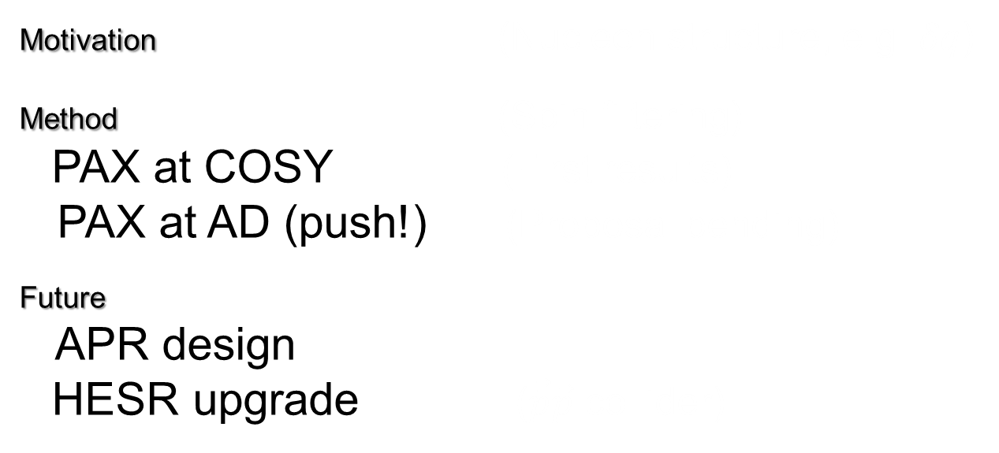 Motivation
Method
PAX at COSY
PAX at AD (push!)
Future
APR design
HESR upgrade